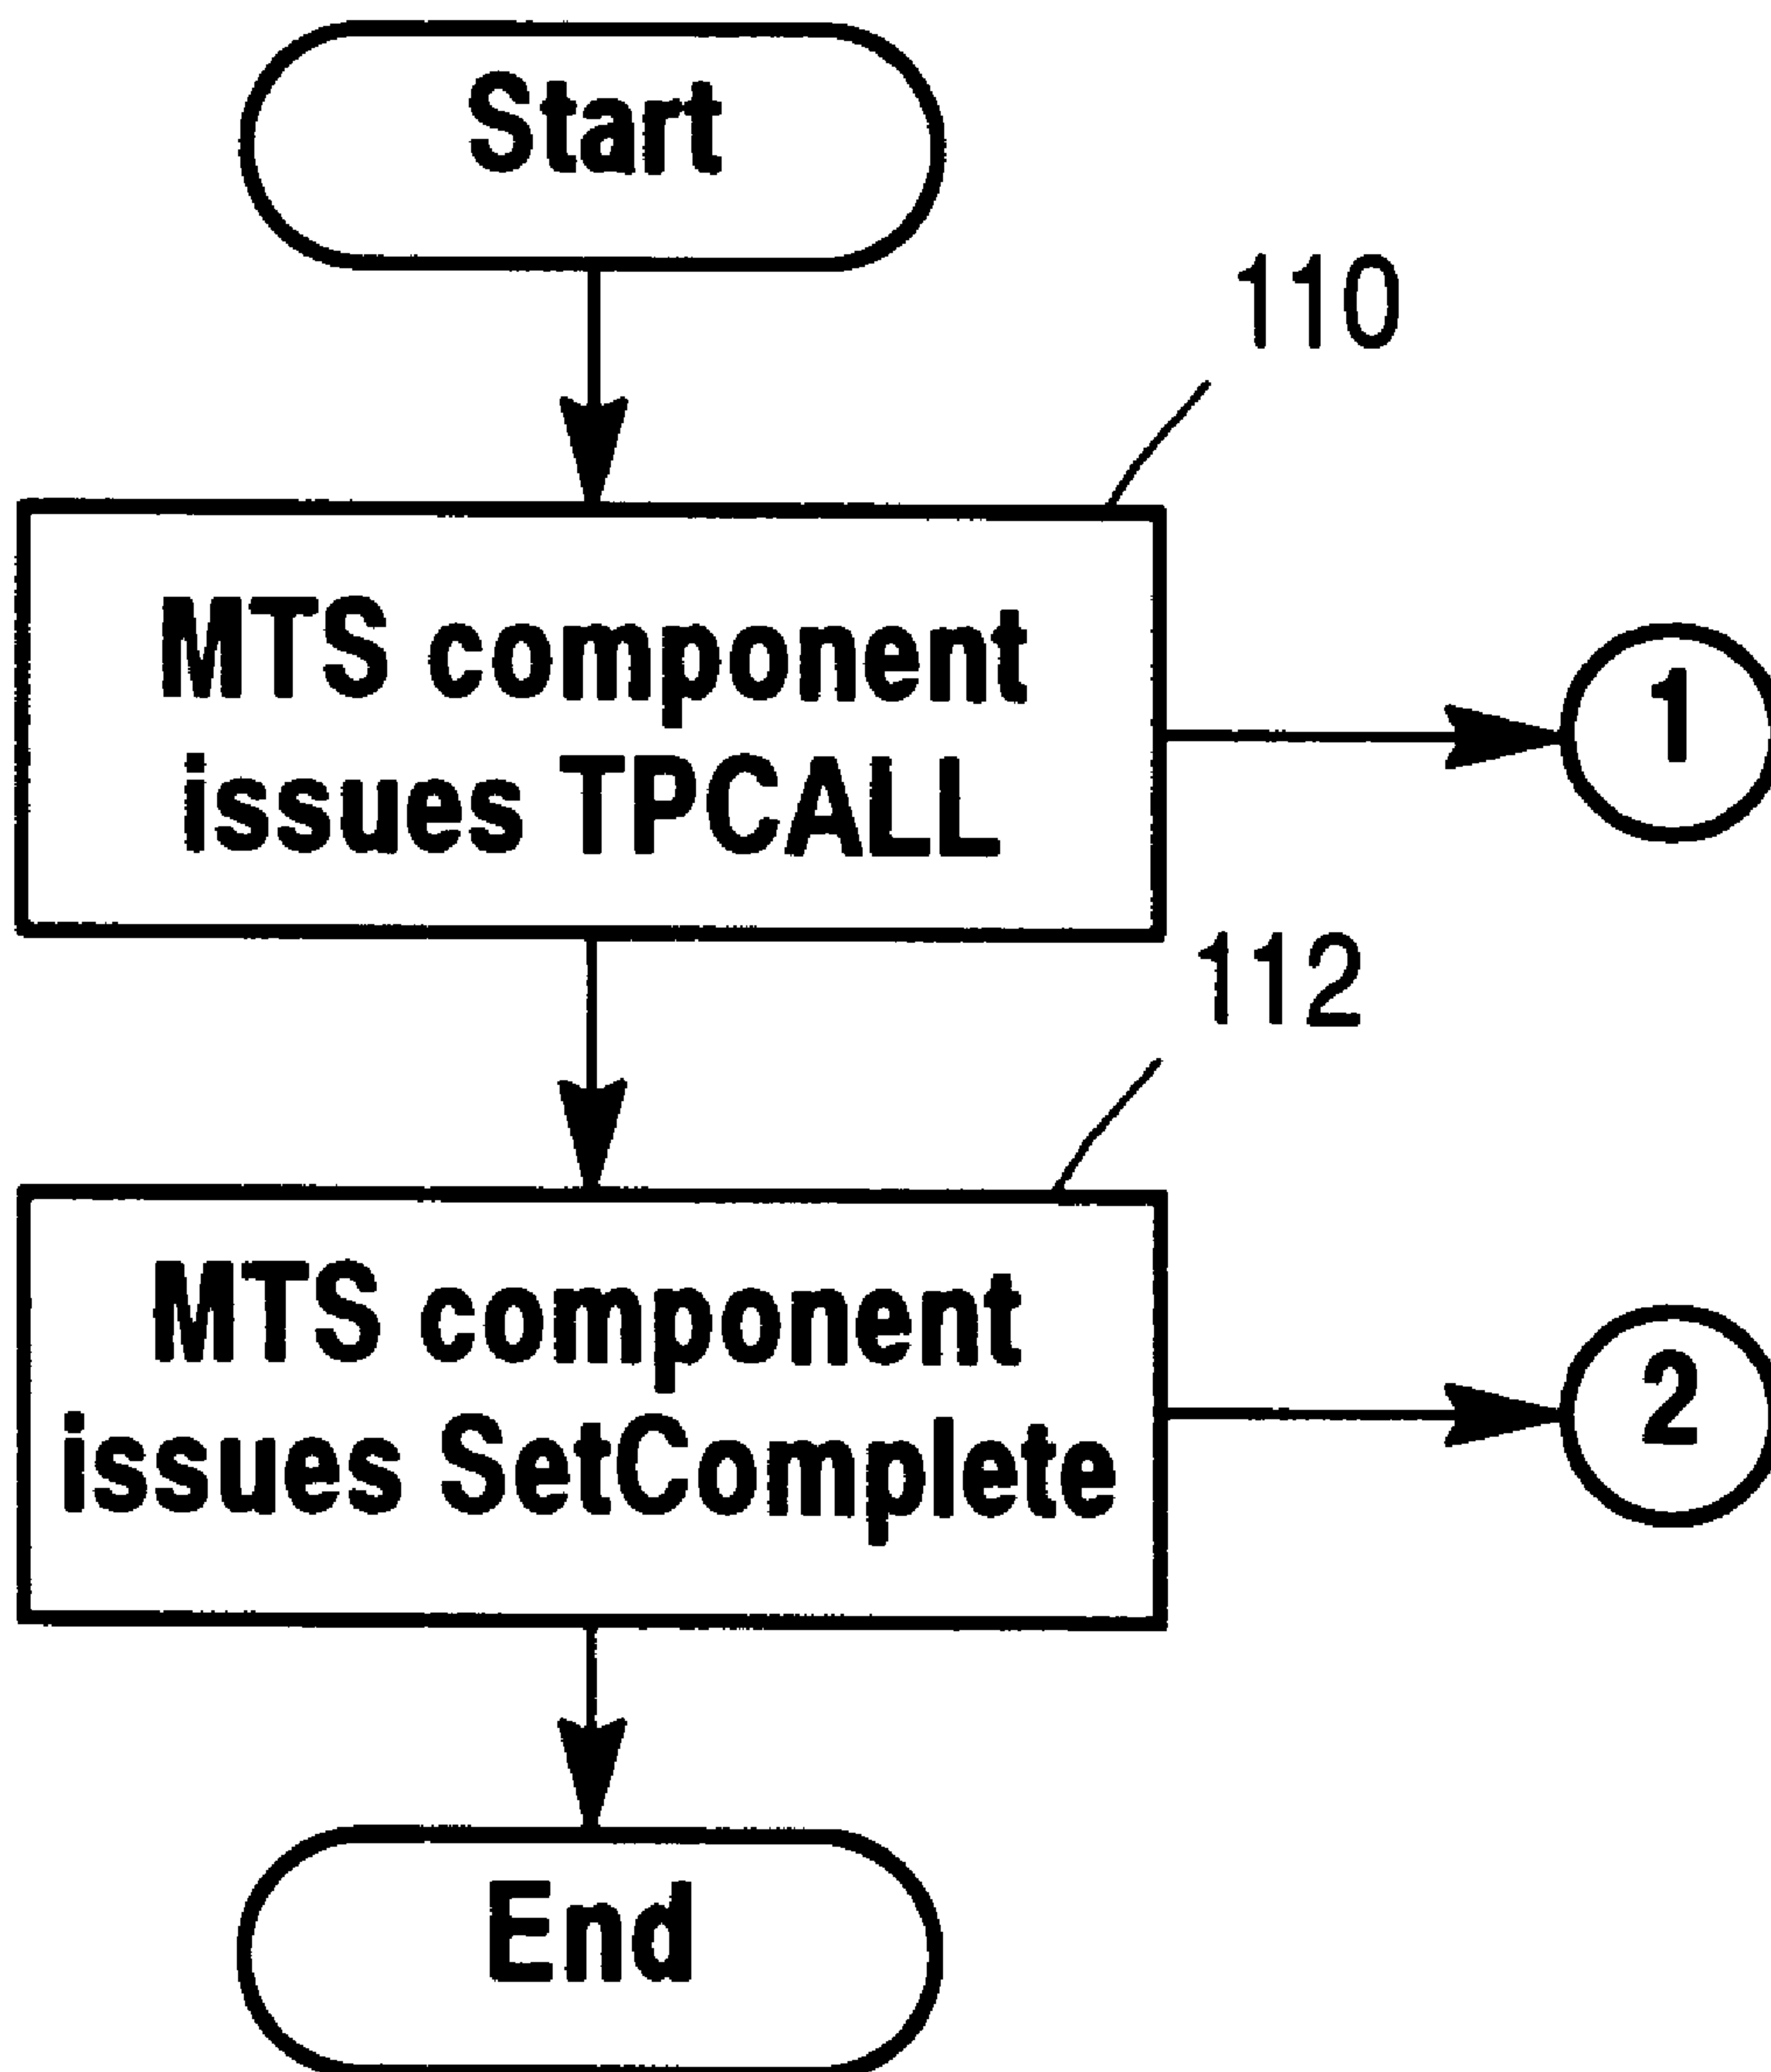 Start
110
MTS component
issues TPCALL
1
112
MTS component
issues SetComplete
2
End